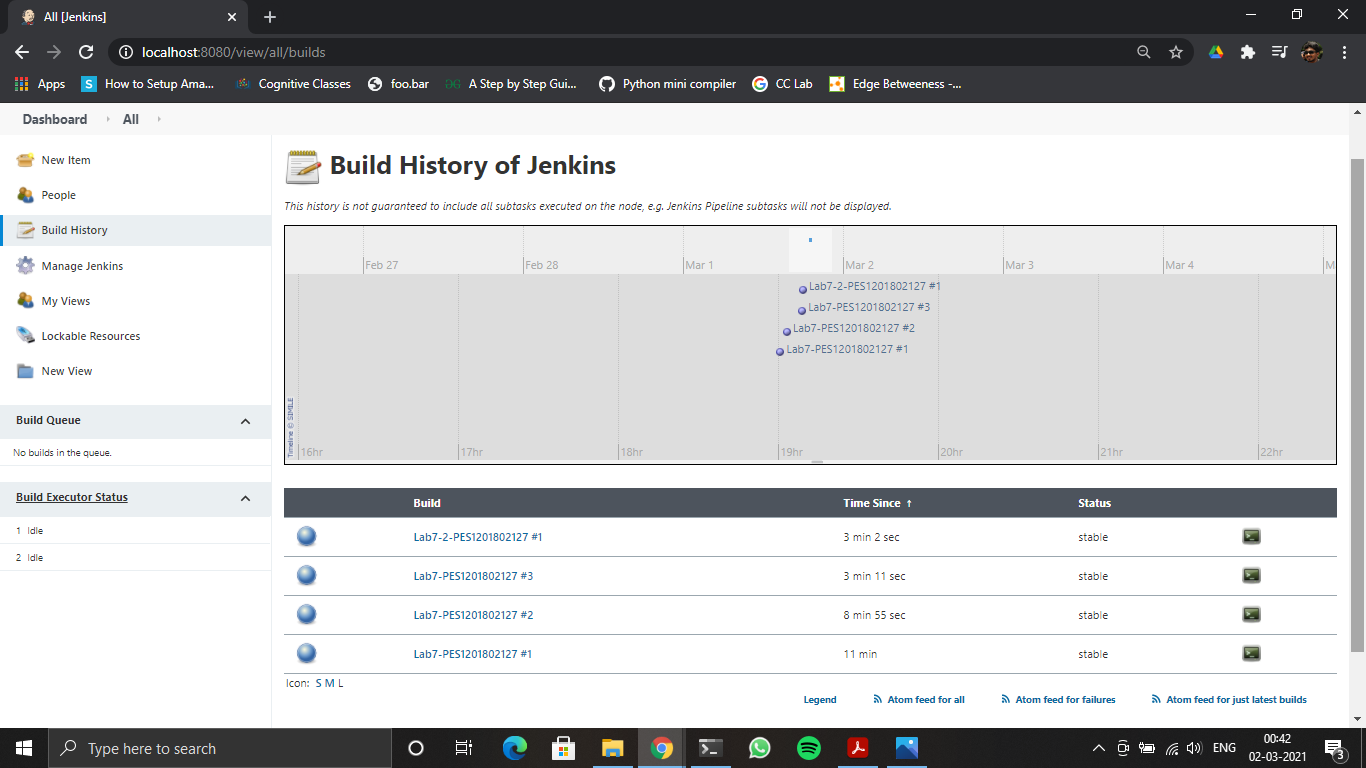 All [Jenkins]
localhost:8080/view/all/builds
Apps
How to Setup Ama...
Cognitive Classes
foo.bar
A Step by Step Gui...
Python mini compiler
CC Lab
Edge Betweeness -...
Dashboard All
New Item
People
Build History
Manage Jenkins
My Views
Lockable Resources
New View
Build Queue
No builds in the queue.
Build Executor Status
1 Idle
2 Idle
Build History of Jenkins
This history is not guaranteed to include all subtasks executed on the node, e.g. Jenkins Pipeline subtasks will not be displayed.
Feb 27 Feb 28 Mar 1 Mar 2 Mar 3 Mar 4 M
Lab7-2-PES1201802127 #1
Lab7-PES1201802127 #3
Lab7-PES1201802127 #2
Lab7-PES1201802127 #1
Timeline © SIMILE
16hr 17hr 18hr 19hr 20hr 21hr 22hr
Build Time Since ↑ Status
Lab7-2-PES1201802127 #1 3 min 2 sec stable
Lab7-PES1201802127 #3 3 min 11 sec stable
Lab7-PES1201802127 #2 8 min 55 sec stable
Lab7-PES1201802127 #1 11 min stable
Icon: S M L
Legend Atom feed for all Atom feed for failures Atom feed for just latest builds
Type here to search
ENG
00:42
02-03-2021
3